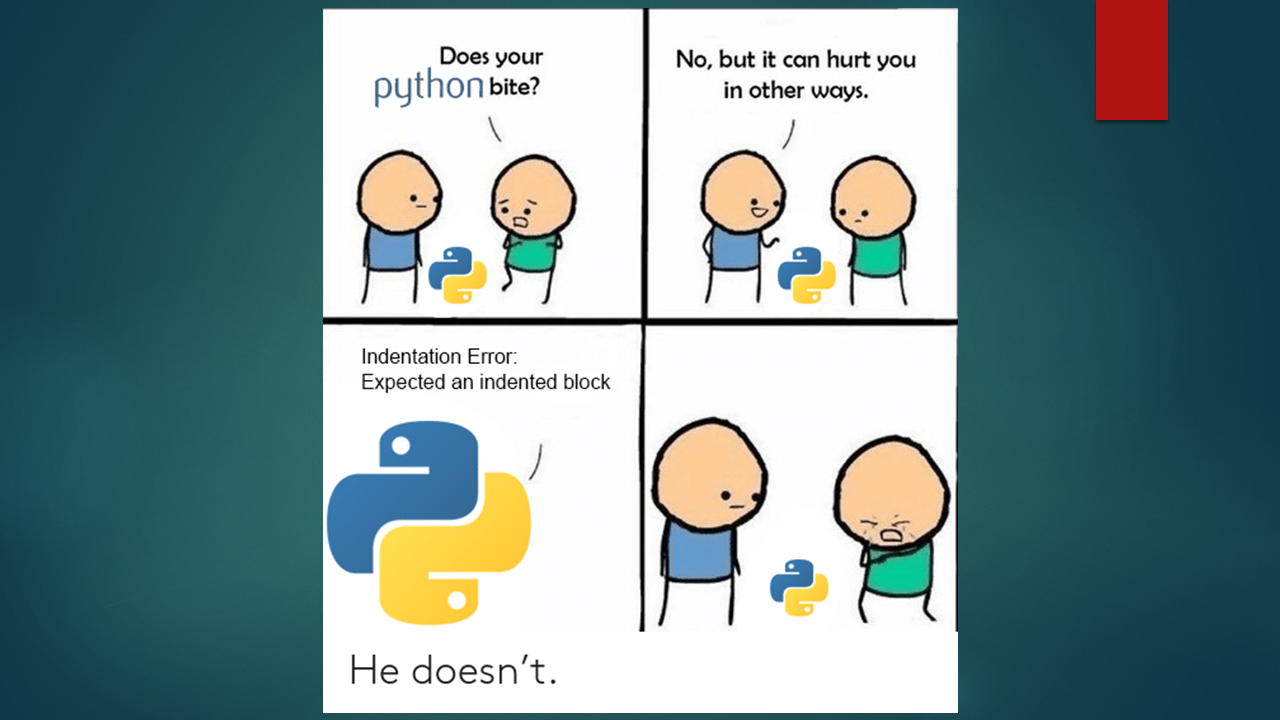 Does your
python bite?
No, but it can hurt you
in other ways.
Indentation Error:
Expected an indented block
He doesn't.